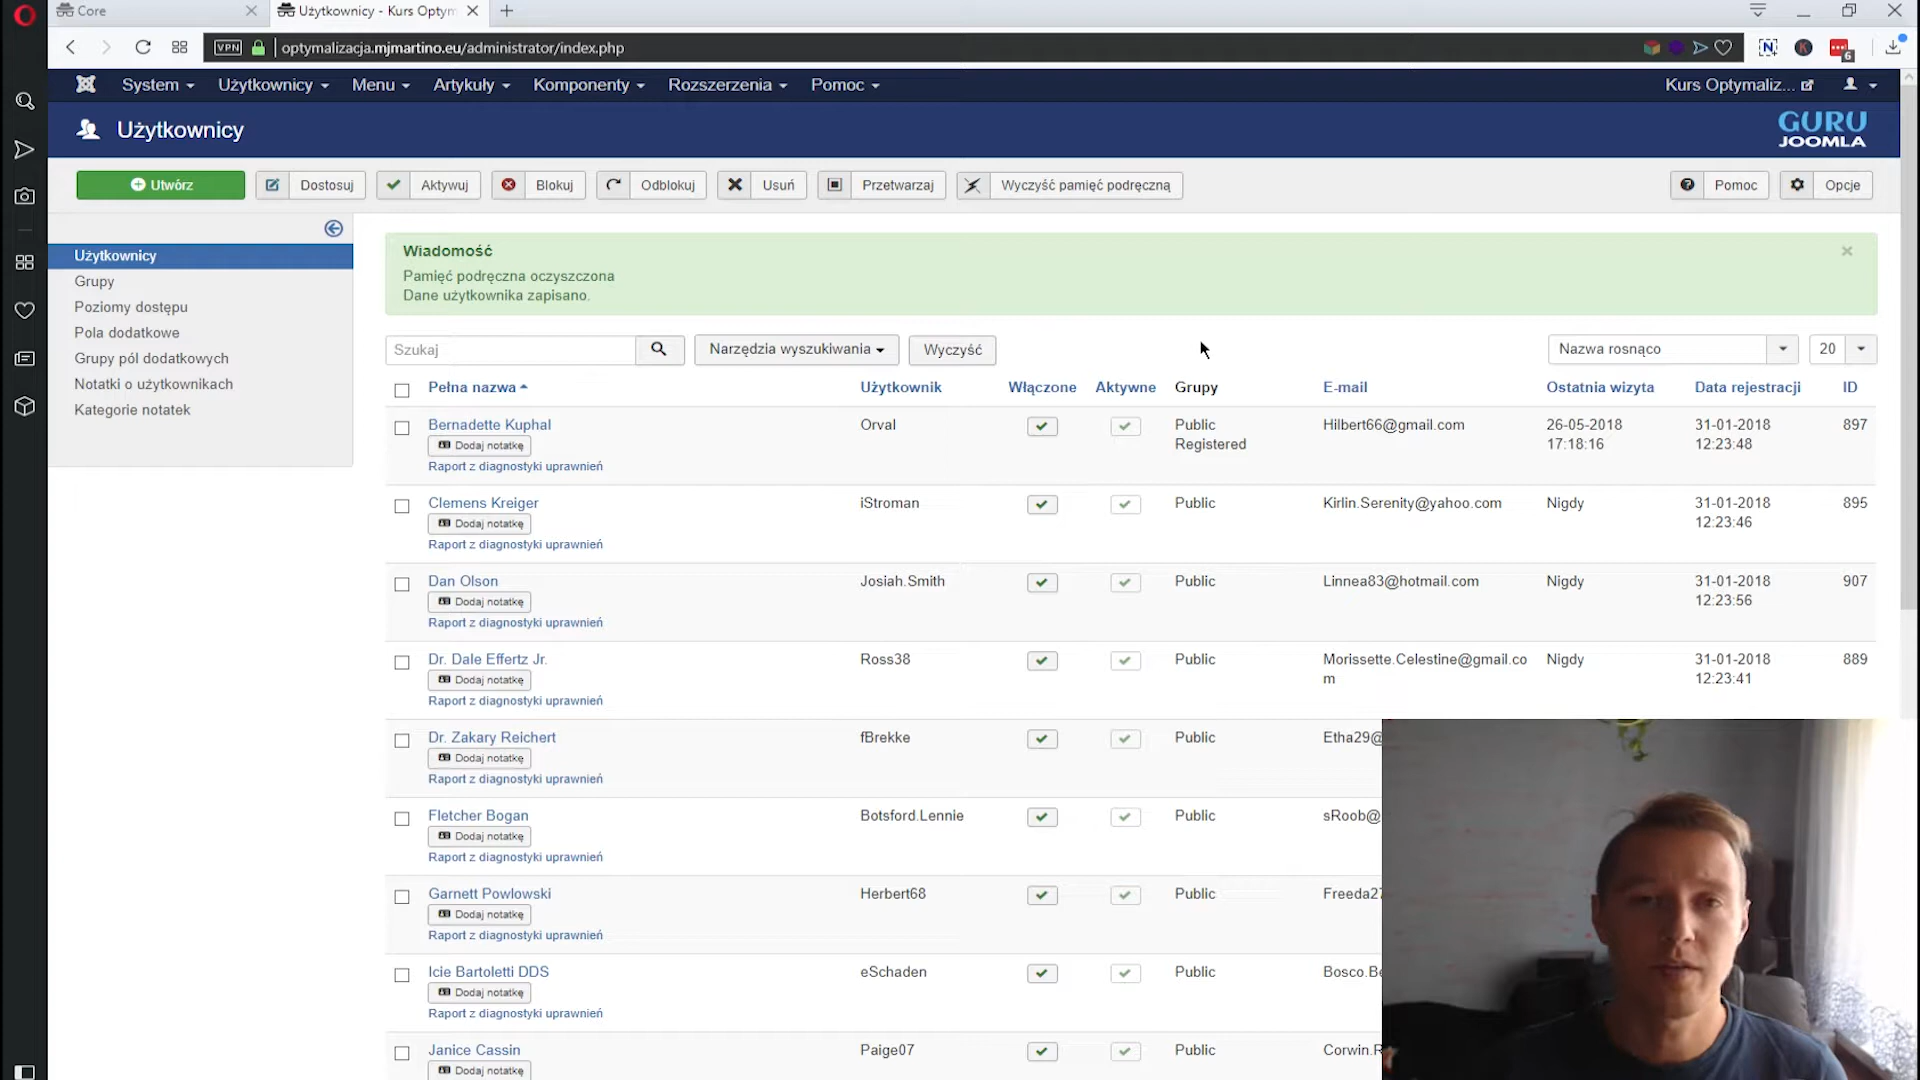 Core
Użytkownicy - Kurs Optym
VPN optymalizacja.mjmartino.eu/administrator/index.php
N K 6
System Użytkownicy Menu Artykuły Komponenty Rozszerzenia Pomoc Kurs Optymaliz...
Użytkownicy
GURU
JOOMLA
Utwórz Dostosuj Aktywuj Blokuj Odblokuj Usuń Przetwarzaj Wyczyść pamięć podręczną Pomoc Opcje
Użytkownicy
Grupy
Poziomy dostępu
Pola dodatkowe
Grupy pól dodatkowych
Notatki o użytkownikach
Kategorie notatek
Wiadomość
Pamięć podręczna oczyszczona
Dane użytkownika zapisano.
Szukaj Narzędzia wyszukiwania Wyczyść Nazwa rosnąco 20
Pełna nazwa Użytkownik Włączone Aktywne Grupy E-mail Ostatnia wizyta Data rejestracji ID
Bernadette Kuphal Orval Public Hilbert66@gmail.com 26-05-2018 31-01-2018 897
Dodaj notatkę Registered 17:18:16 12:23:48
Raport z diagnostyki uprawnień
Clemens Kreiger iStroman Public Kirlin.Serenity@yahoo.com Nigdy 31-01-2018 895
Dodaj notatkę 12:23:46
Raport z diagnostyki uprawnień
Dan Olson Josiah.Smith Public Linnea83@hotmail.com Nigdy 31-01-2018 907
Dodaj notatkę 12:23:56
Raport z diagnostyki uprawnień
Dr. Dale Effertz Jr. Ross38 Public Morissette.Celestine@gmail.co Nigdy 31-01-2018 889
Dodaj notatkę m 12:23:41
Raport z diagnostyki uprawnień
Dr. Zakary Reichert fBrekke Public Etha29@
Dodaj notatkę
Raport z diagnostyki uprawnień
Fletcher Bogan Botsford.Lennie Public sRoob@
Dodaj notatkę
Raport z diagnostyki uprawnień
Garnett Powlowski Herbert68 Public Freeda27
Dodaj notatkę
Raport z diagnostyki uprawnień
Icie Bartoletti DDS eSchaden Public Bosco.Be
Dodaj notatkę
Raport z diagnostyki uprawnień
Janice Cassin Paige07 Public Corwin.R
Dodaj notatkę